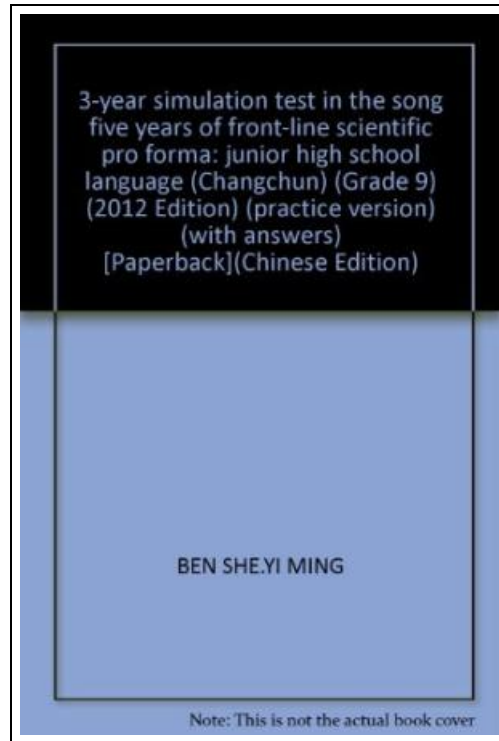 3-year simulation test in the song
five years of front-line scientific
pro forma: junior high school
language (Changchun) (Grade 9)
(2012 Edition) (practice version)
(with answers)
[Paperback](Chinese Edition)
BEN SHE.YI MING
Note: This is not the actual book cover